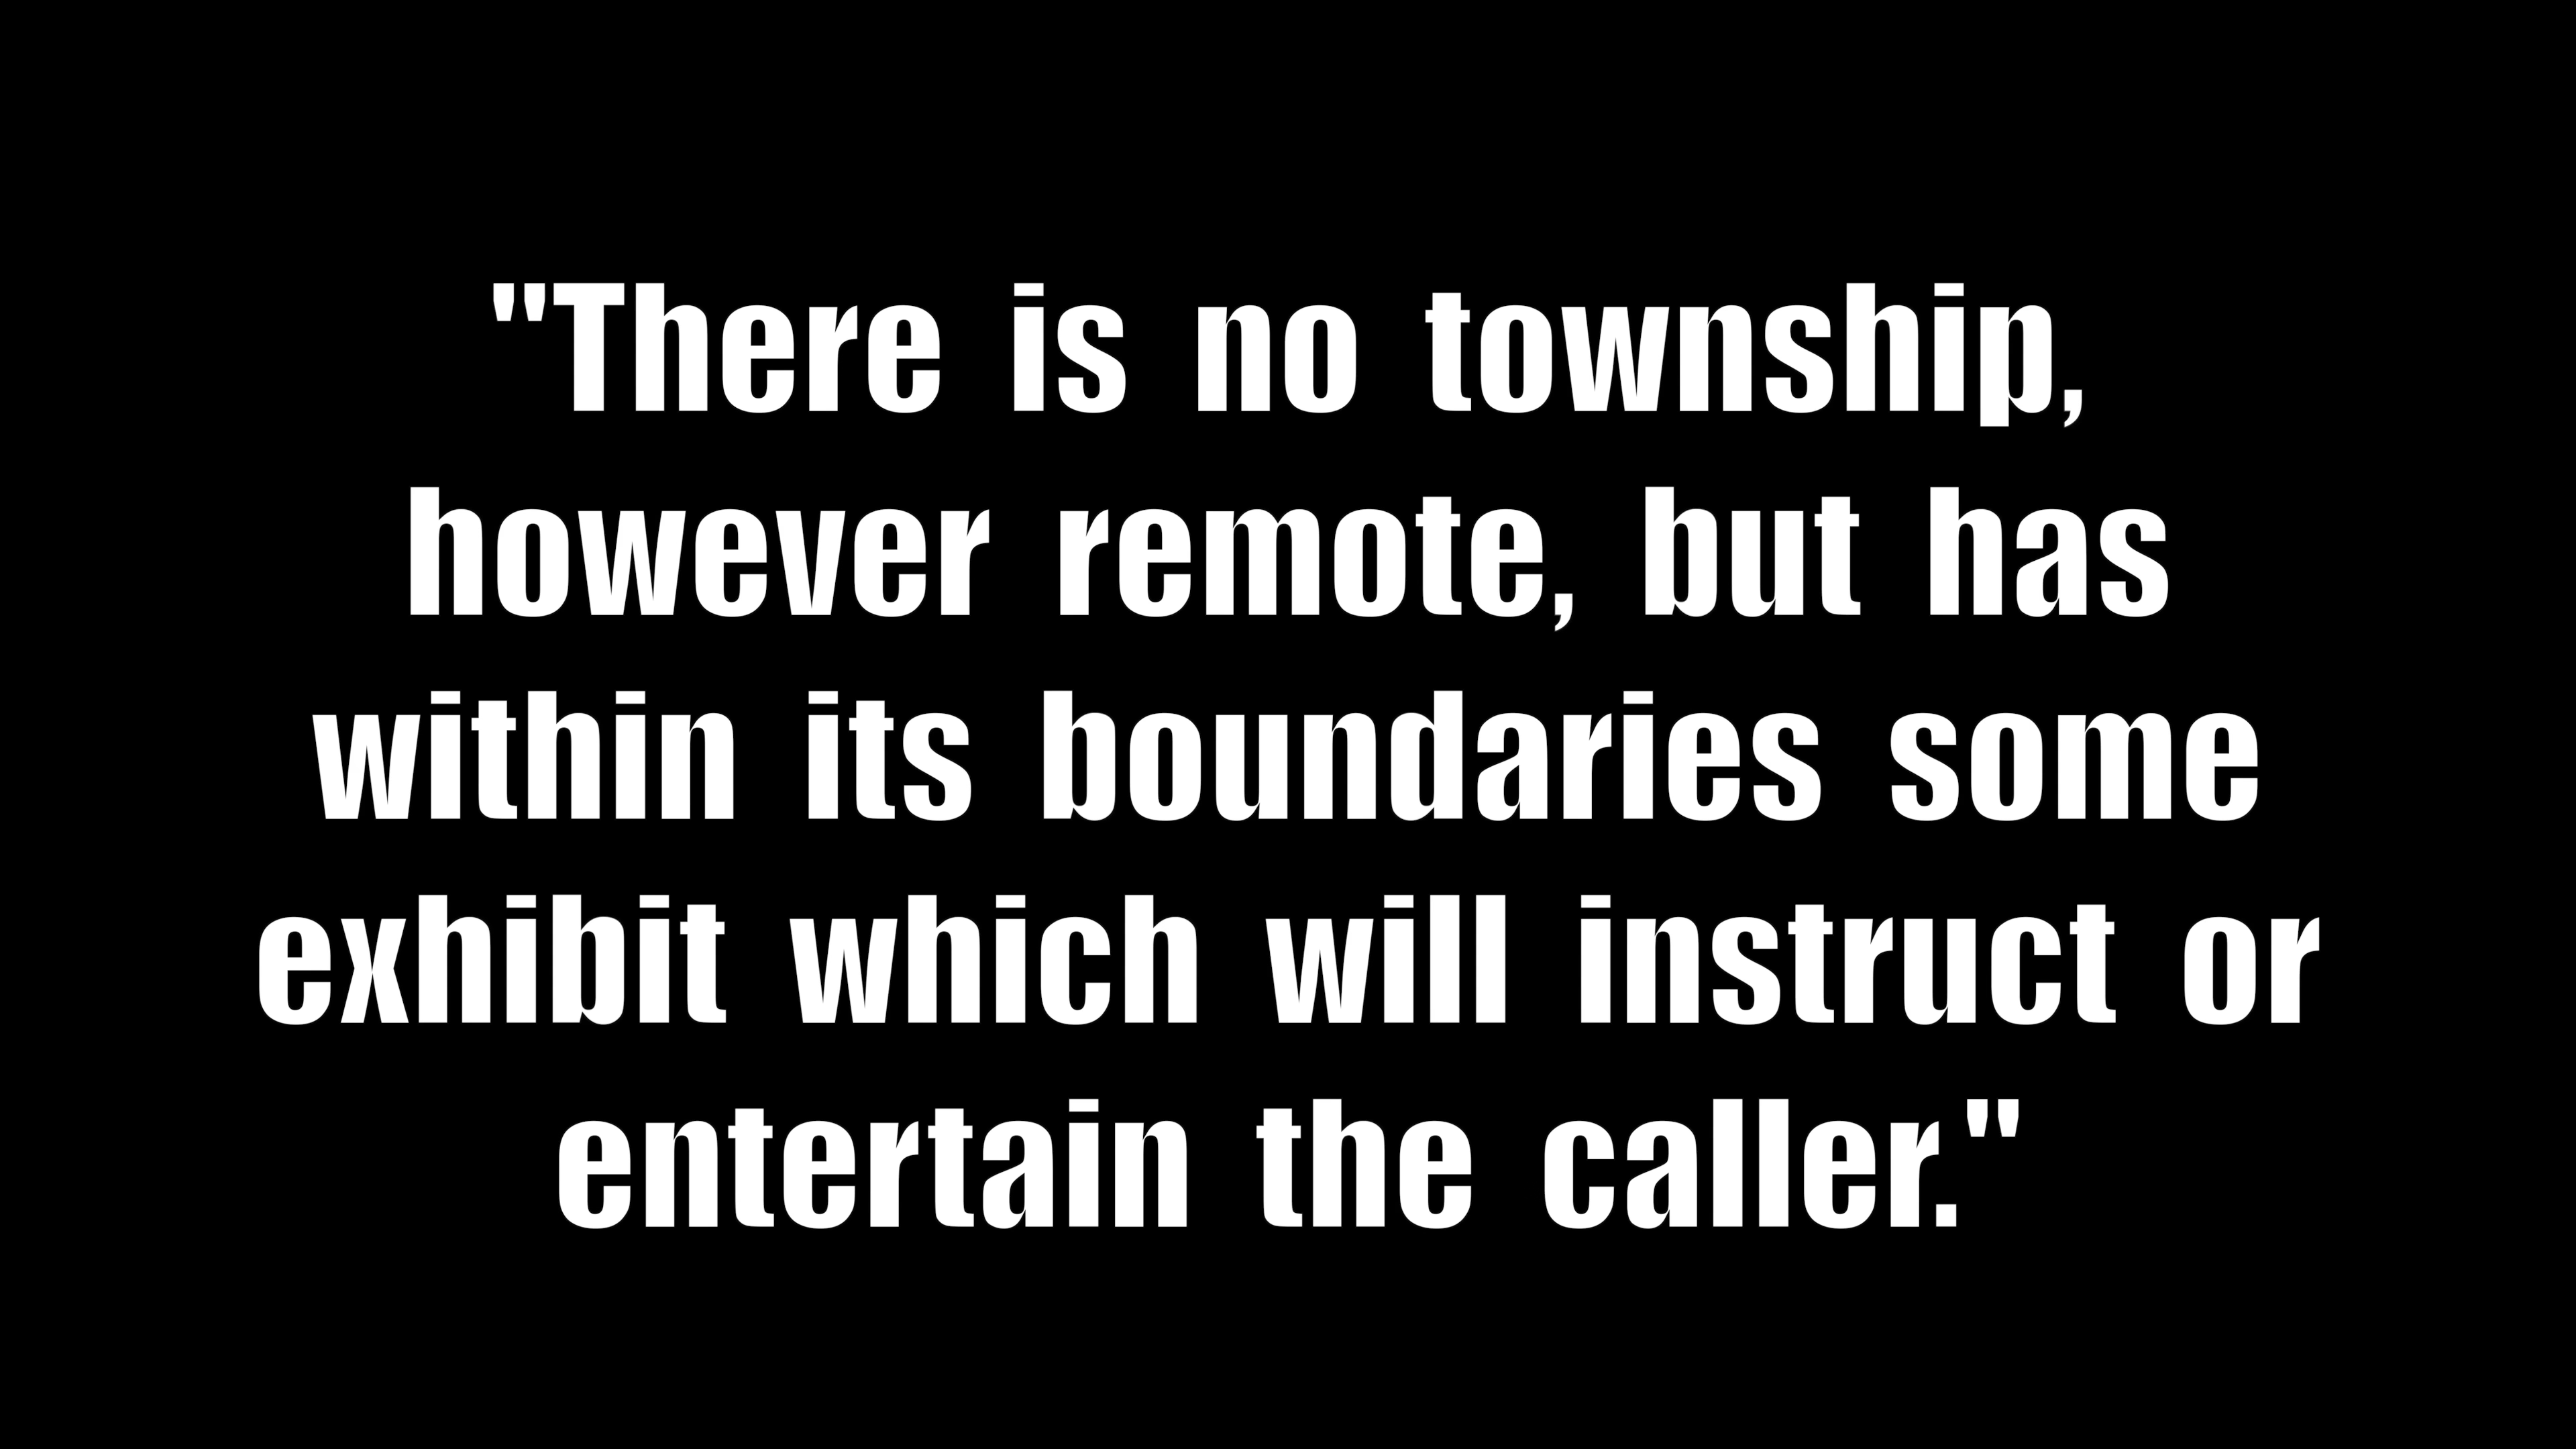 "There is no township,
however remote, but has
within its boundaries some
exhibit which will instruct or
entertain the caller."